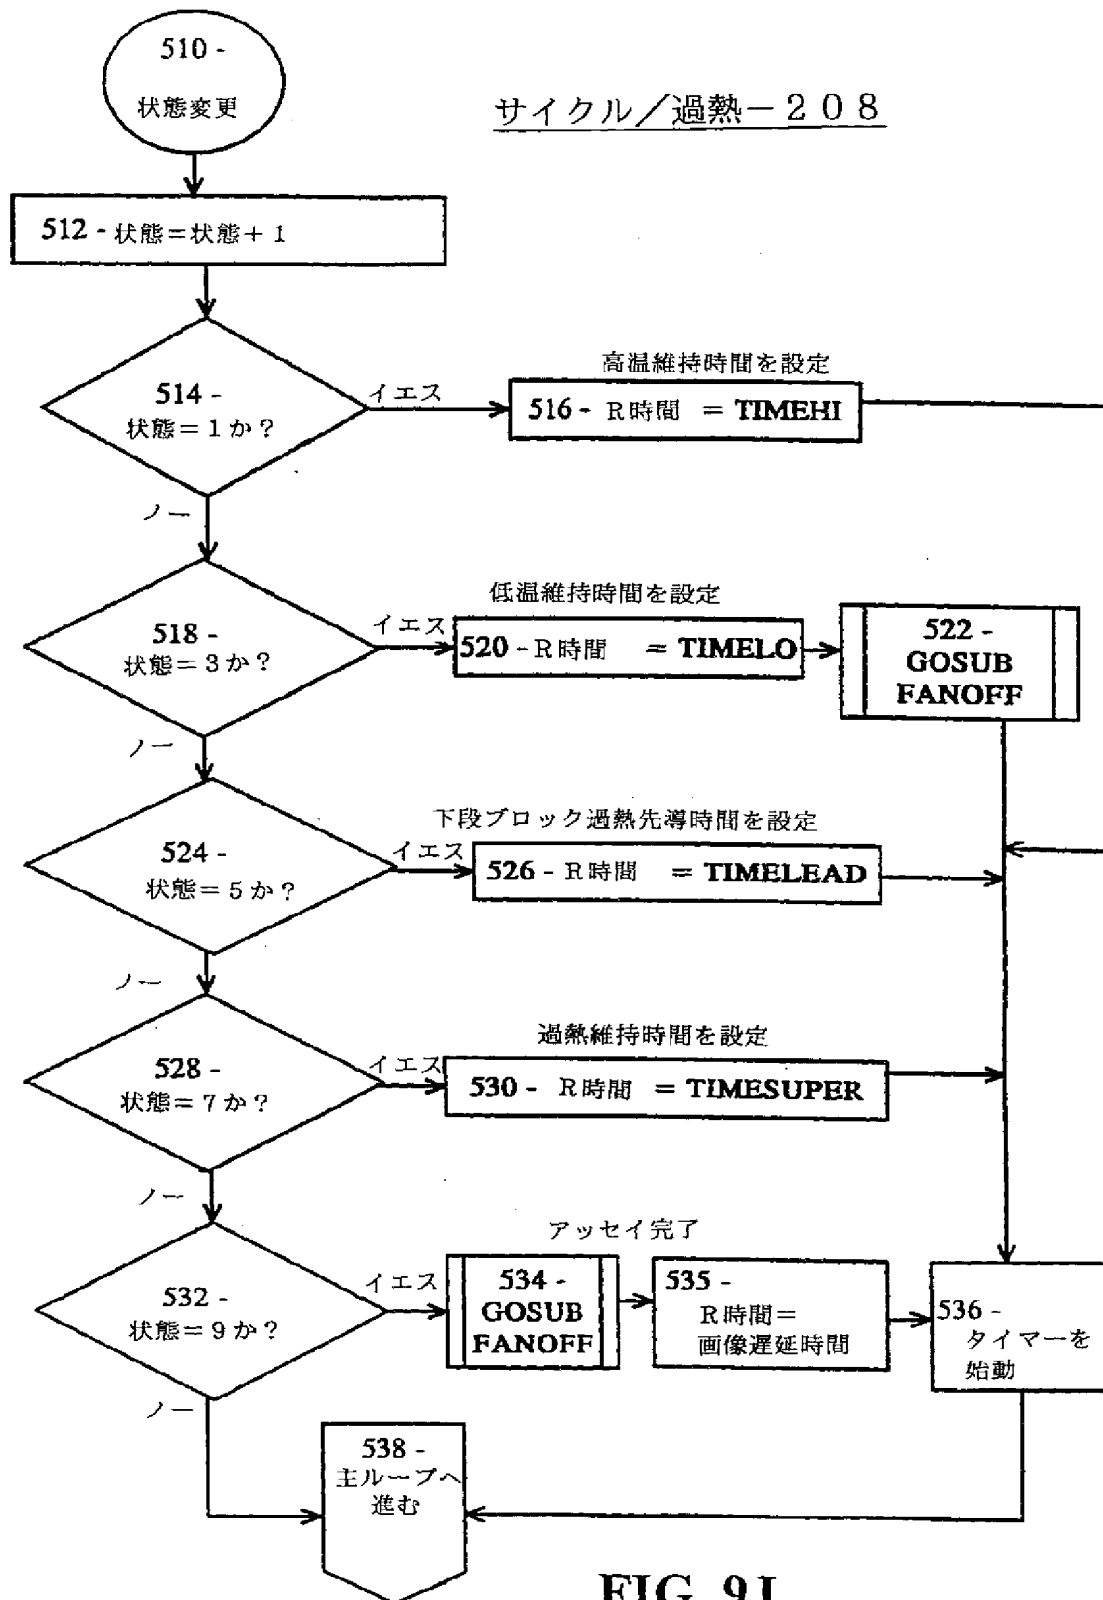 510 -
状態変更
サイクル／過熱－２０８
512 - 状態＝状態＋１
514 -
状態＝１か？
イエス
高温維持時間を設定
516 - R時間 = TIMEHI
ノー
518 -
状態＝３か？
イエス
低温維持時間を設定
520 - R時間 = TIMELO
522 -
GOSUB
FANOFF
ノー
524 -
状態＝５か？
イエス
下段ブロック過熱先導時間を設定
526 - R時間 = TIMELEAD
ノー
528 -
状態＝７か？
イエス
過熱維持時間を設定
530 - R時間 = TIMESUPER
ノー
532 -
状態＝９か？
イエス
アッセイ完了
534 -
GOSUB
FANOFF
535 -
R時間＝
画像遅延時間
536 -
タイマーを
始動
ノー
538 -
主ループへ
進む